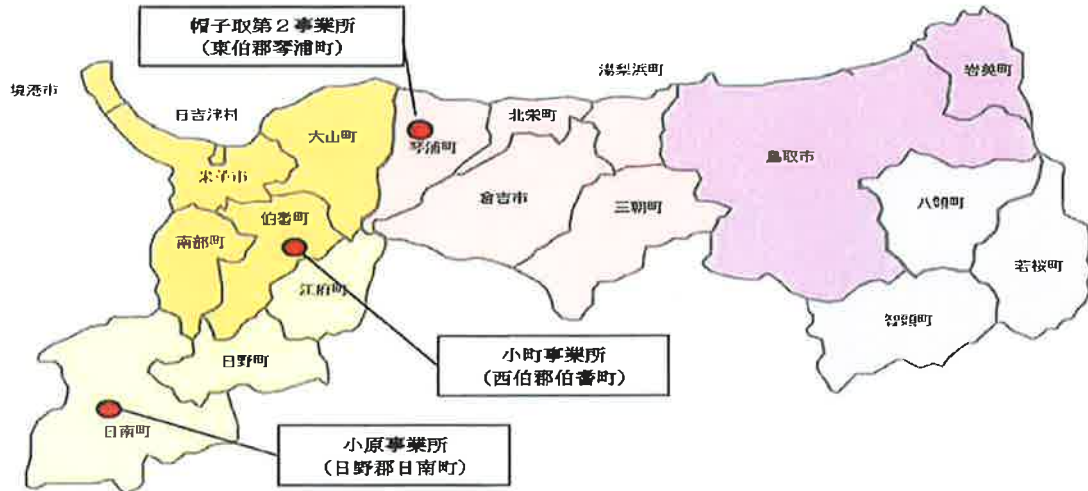 帽子取第2事業所
(東伯郡琴浦町)
湯梨浜町
岩美町
境港市
日吉津村
大山町
北栄町
琴浦町
鳥取市
米子市
倉吉市
三朝町
八頭町
伯耆町
南部町
若桜町
江府町
智頭町
日野町
小町事業所
(西伯郡伯耆町)
日南町
小原事業所
(日野郡日南町)